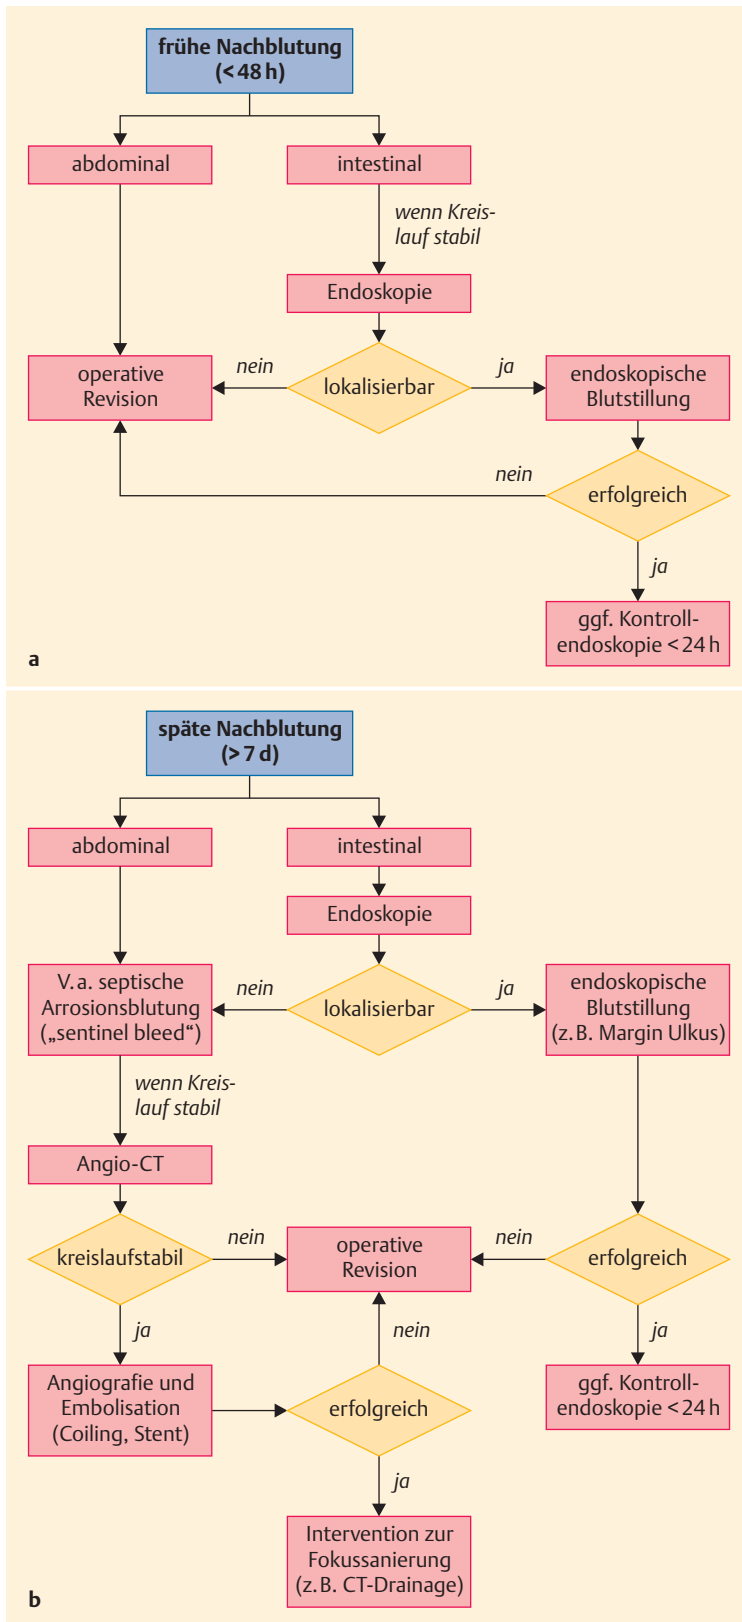 frühe Nachblutung
(< 48 h)
abdominal
intestinal
wenn Kreis-
lauf stabil
Endoskopie
operative
Revision
nein
lokalisierbar
ja
endoskopische
Blutstillung
nein
erfolgreich
ja
ggf. Kontroll-
endoskopie < 24 h
a
späte Nachblutung
(> 7 d)
abdominal
intestinal
Endoskopie
V. a. septische
Arrosionsblutung
(„sentinel bleed“)
nein
lokalisierbar
ja
endoskopische
Blutstillung
(z. B. Margin Ulkus)
wenn Kreis-
lauf stabil
Angio-CT
kreislaufstabil
nein
operative
Revision
nein
erfolgreich
ja
nein
ja
Angiografie und
Embolisation
(Coiling, Stent)
erfolgreich
ggf. Kontroll-
endoskopie < 24 h
ja
Intervention zur
Fokussanierung
(z. B. CT-Drainage)
b